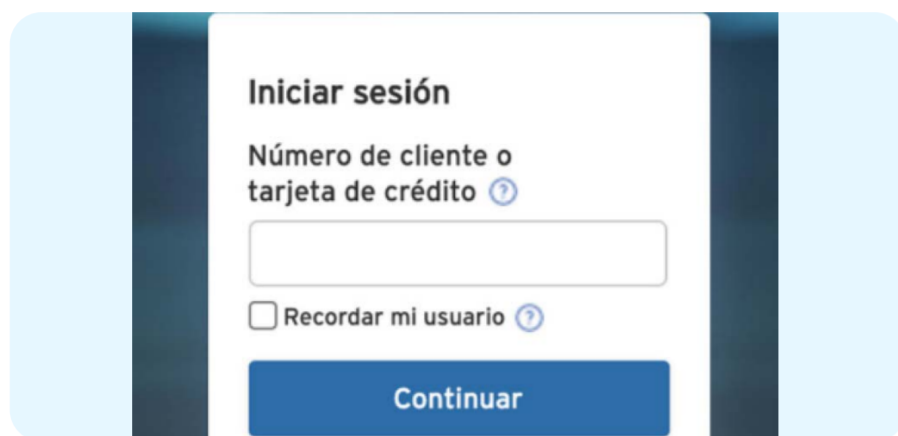 Iniciar sesión
Número de cliente o
tarjeta de crédito ?
Recordar mi usuario ?
Continuar